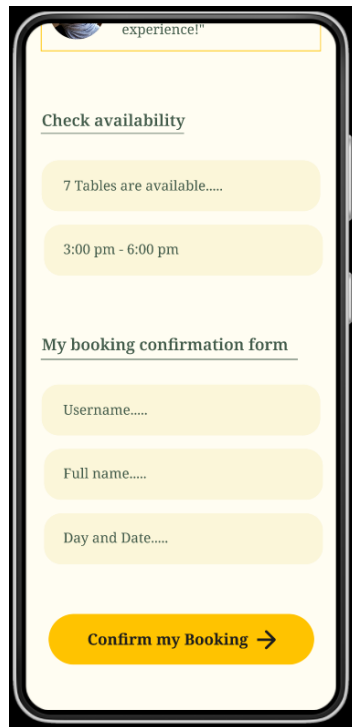 experience!"
Check availability
7 Tables are available.....
3:00 pm - 6:00 pm
My booking confirmation form
Username.....
Full name.....
Day and Date.....
Confirm my Booking